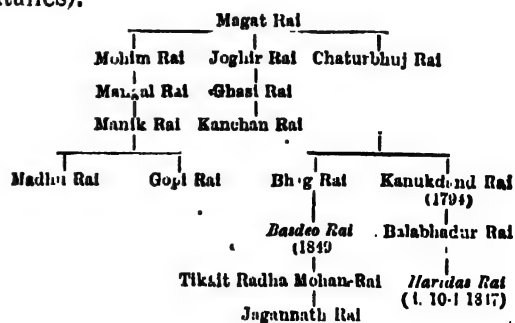 Magat Rai
Mohim Rai Joghir Rai Chaturbhuj Rai
Mangal Rai Ghasi Rai
Manik Rai Kanchan Rai
Madhu Rai Gopi Rai Bhog Rai Kanukdand Rai
(1794)
Basdeo Rai Balabhadur Rai
(1849
Tikait Radha Mohan Rai Haridas Rai
Jagannath Rai